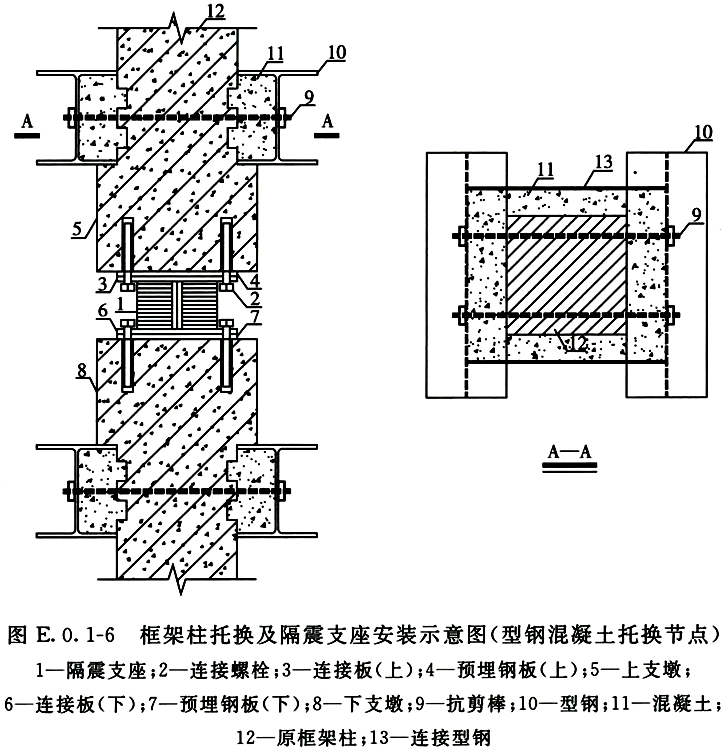 12
11
10
9
A
A
5
3
4
1
2
6
7
8
10
13
11
9
12
A—A
图 E.0.1-6 框架柱托换及隔震支座安装示意图(型钢混凝土托换节点)
1—隔震支座;2—连接螺栓;3—连接板(上);4—预埋钢板(上);5—上支墩;
6—连接板(下);7—预埋钢板(下);8—下支墩;9—抗剪棒;10—型钢;11—混凝土;
12—原框架柱;13—连接型钢